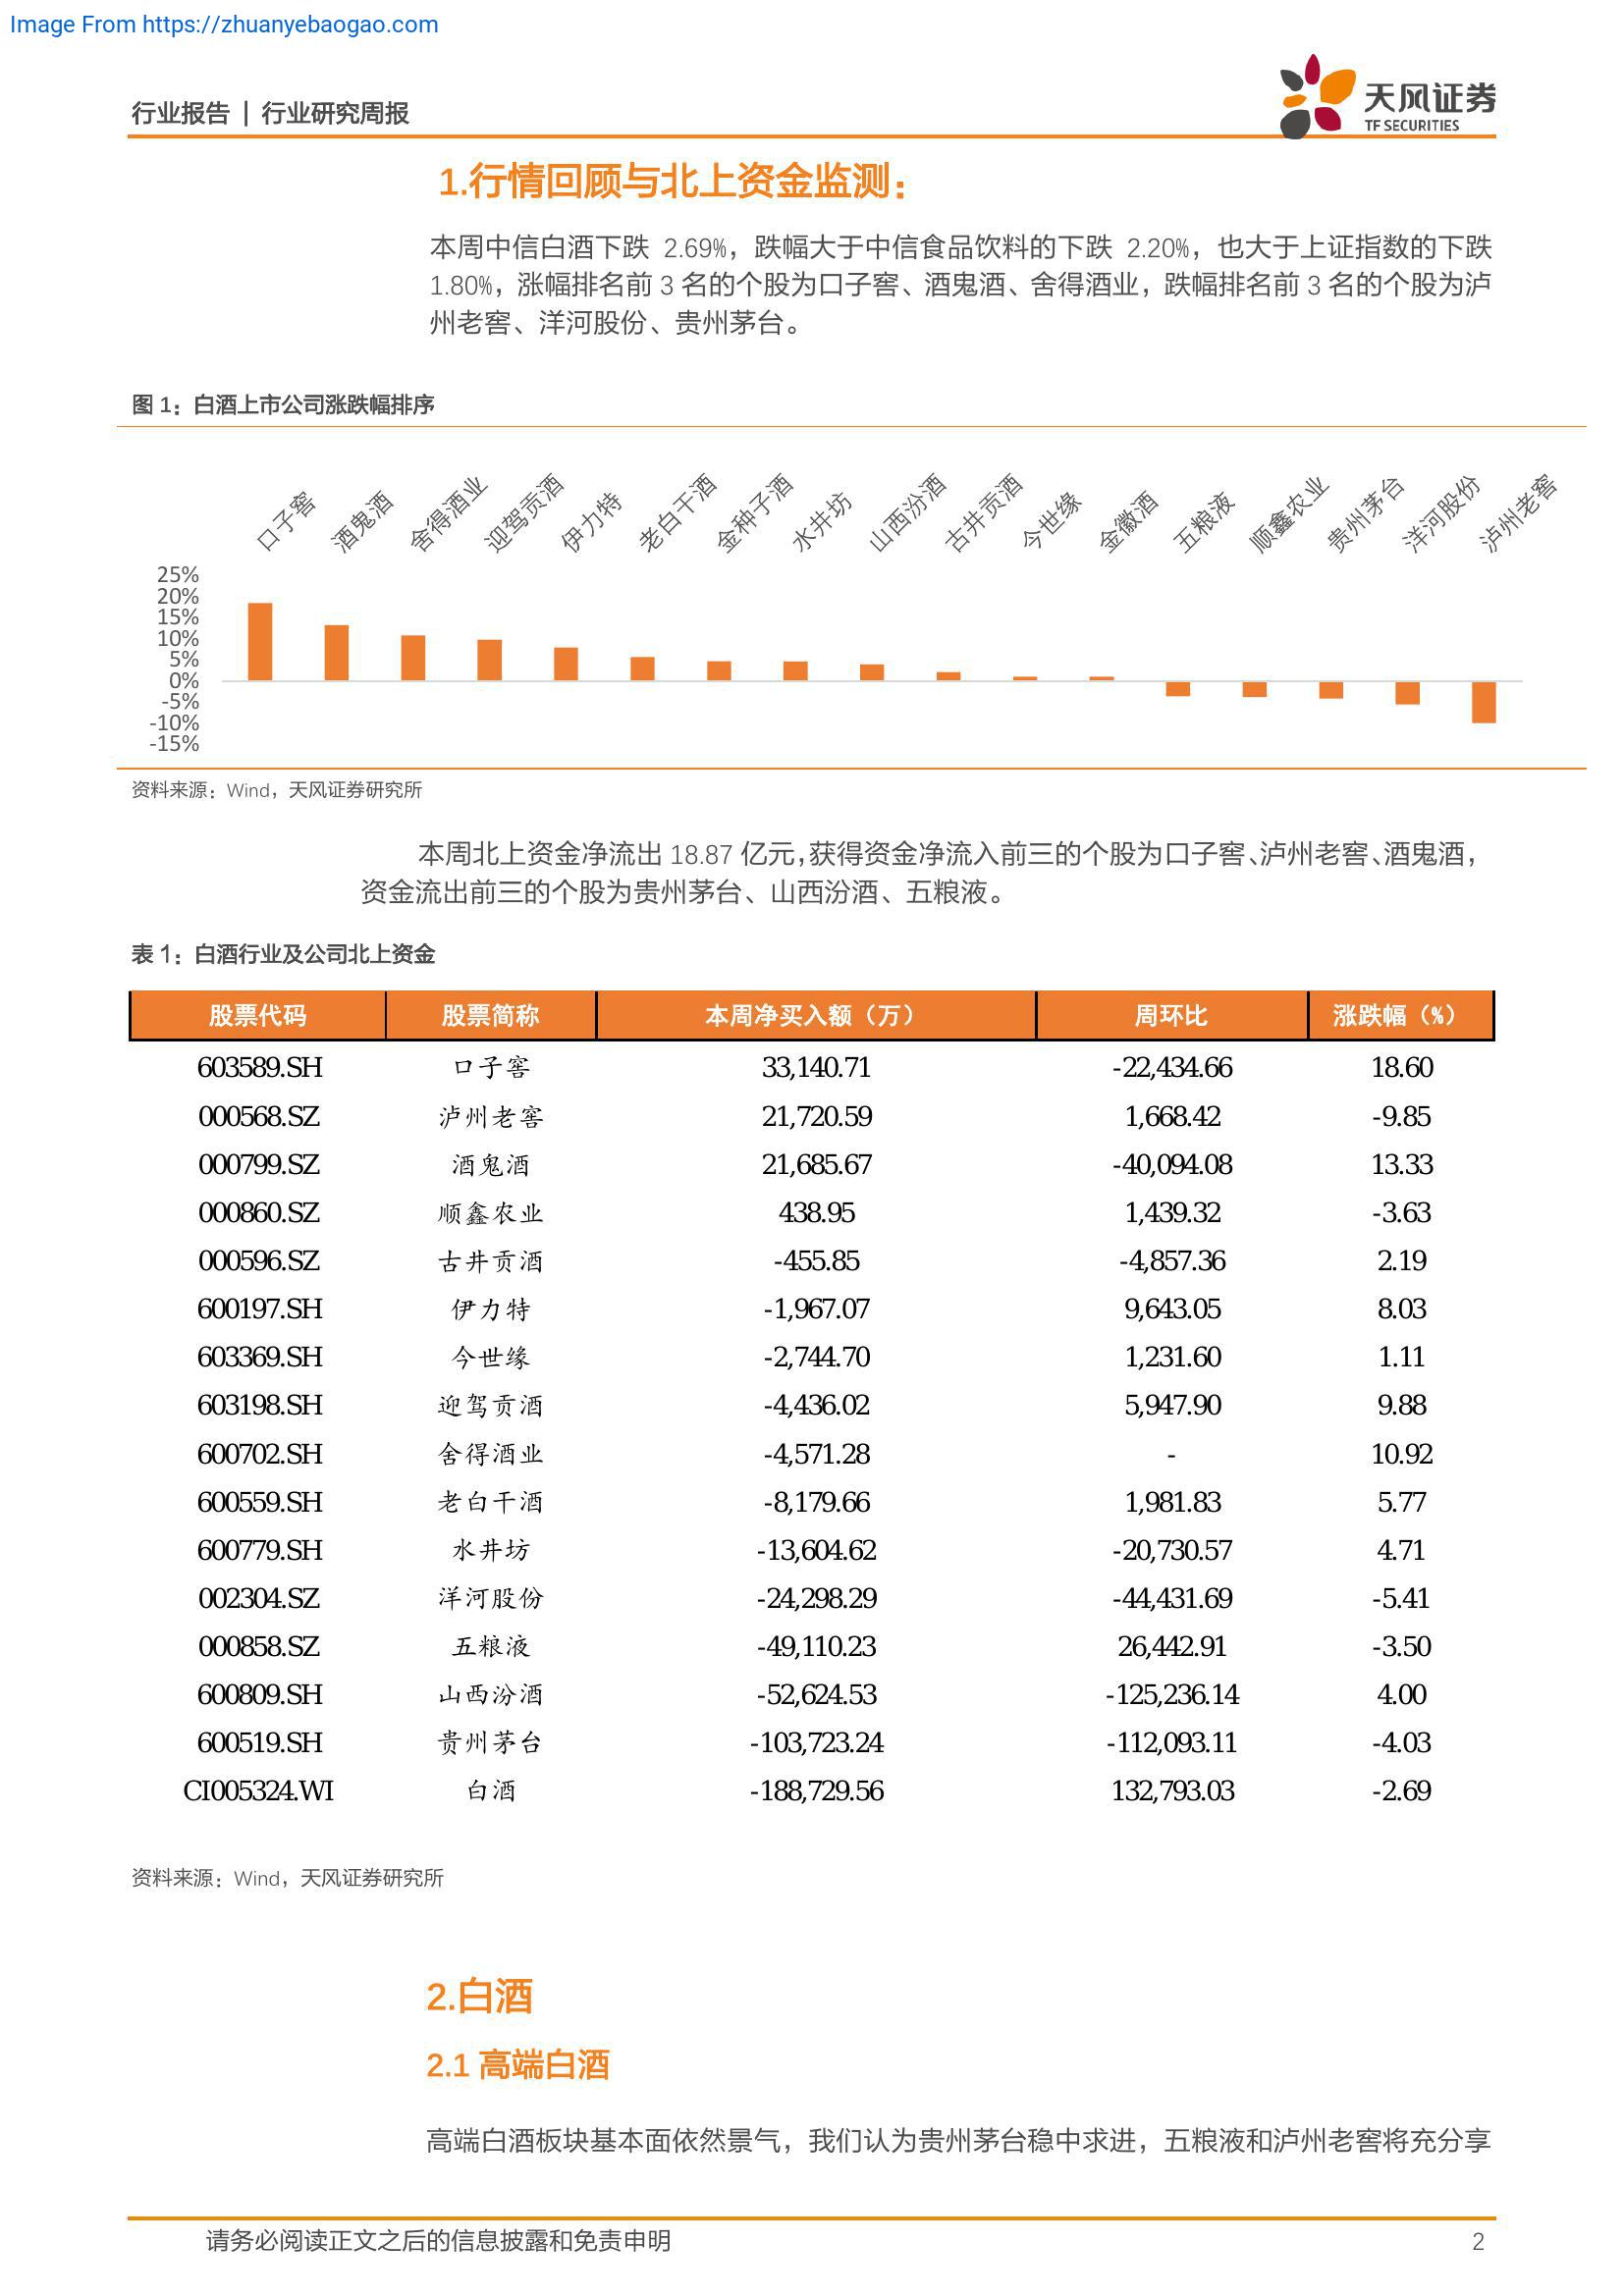 Image From https://zhuanyebaogao.com
行业报告 | 行业研究周报
天风证券
TF SECURITIES
1.行情回顾与北上资金监测：
本周中信白酒下跌 2.69%，跌幅大于中信食品饮料的下跌 2.20%，也大于上证指数的下跌
1.80%，涨幅排名前 3 名的个股为口子窖、酒鬼酒、舍得酒业，跌幅排名前 3 名的个股为泸
州老窖、洋河股份、贵州茅台。
图 1：白酒上市公司涨跌幅排序
口子窖 酒鬼酒 舍得酒业 迎驾贡酒 伊力特 老白干酒 金种子酒 水井坊 山西汾酒 古井贡酒 今世缘 金徽酒 五粮液 顺鑫农业 贵州茅台 洋河股份 泸州老窖
25%
20%
15%
10%
5%
0%
-5%
-10%
-15%
资料来源：Wind，天风证券研究所
本周北上资金净流出 18.87 亿元，获得资金净流入前三的个股为口子窖、泸州老窖、酒鬼酒，
资金流出前三的个股为贵州茅台、山西汾酒、五粮液。
表 1：白酒行业及公司北上资金
股票代码 股票简称 本周净买入额（万） 周环比 涨跌幅（%）
603589.SH 口子窖 33,140.71 -22,434.66 18.60
000568.SZ 泸州老窖 21,720.59 1,668.42 -9.85
000799.SZ 酒鬼酒 21,685.67 -40,094.08 13.33
000860.SZ 顺鑫农业 438.95 1,439.32 -3.63
000596.SZ 古井贡酒 -455.85 -4,857.36 2.19
600197.SH 伊力特 -1,967.07 9,643.05 8.03
603369.SH 今世缘 -2,744.70 1,231.60 1.11
603198.SH 迎驾贡酒 -4,436.02 5,947.90 9.88
600702.SH 舍得酒业 -4,571.28 - 10.92
600559.SH 老白干酒 -8,179.66 1,981.83 5.77
600779.SH 水井坊 -13,604.62 -20,730.57 4.71
002304.SZ 洋河股份 -24,298.29 -44,431.69 -5.41
000858.SZ 五粮液 -49,110.23 26,442.91 -3.50
600809.SH 山西汾酒 -52,624.53 -125,236.14 4.00
600519.SH 贵州茅台 -103,723.24 -112,093.11 -4.03
CI005324.WI 白酒 -188,729.56 132,793.03 -2.69
资料来源：Wind，天风证券研究所
2.白酒
2.1 高端白酒
高端白酒板块基本面依然景气，我们认为贵州茅台稳中求进，五粮液和泸州老窖将充分享
请务必阅读正文之后的信息披露和免责申明 2